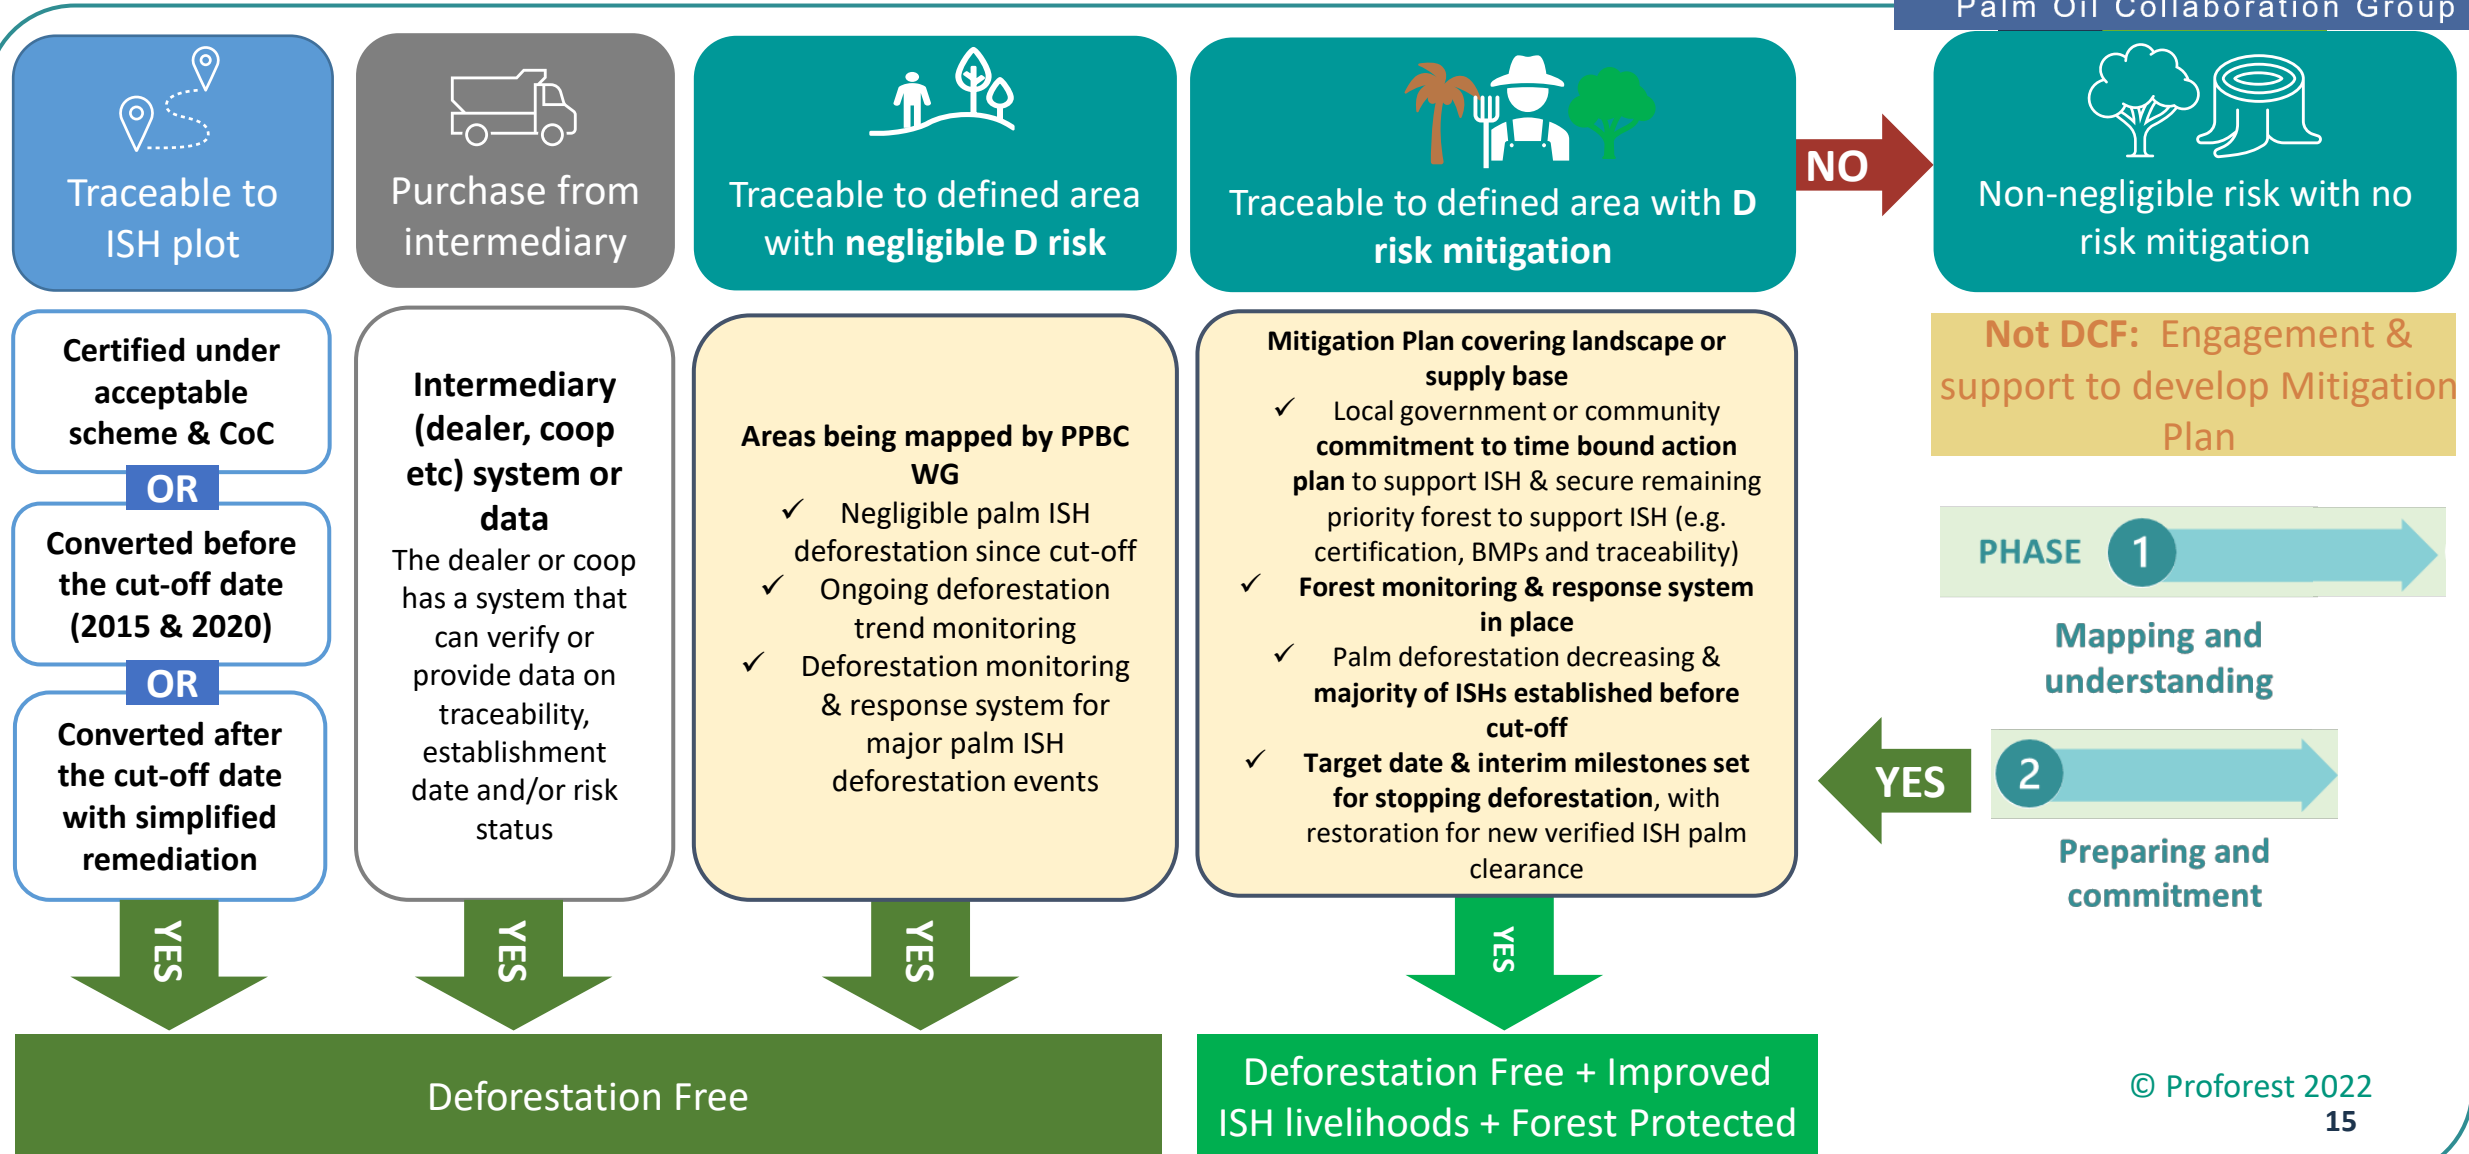 Palm Oil Collaboration Group
Traceable to
ISH plot
Certified under
acceptable
scheme & CoC
OR
Converted before
the cut-off date
(2015 & 2020)
OR
Converted after
the cut-off date
with simplified
remediation
YES
Purchase from
intermediary
Intermediary
(dealer, coop
etc) system or
data
The dealer or coop
has a system that
can verify or
provide data on
traceability,
establishment
date and/or risk
status
YES
Traceable to defined area
with negligible D risk
Areas being mapped by PPBC
WG
✓ Negligible palm ISH
deforestation since cut-off
✓ Ongoing deforestation
trend monitoring
✓ Deforestation monitoring
& response system for
major palm ISH
deforestation events
YES
Deforestation Free
Traceable to defined area with D
risk mitigation
Mitigation Plan covering landscape or
supply base
✓ Local government or community
commitment to time bound action
plan to support ISH & secure remaining
priority forest to support ISH (e.g.
certification, BMPs and traceability)
✓ Forest monitoring & response system
in place
✓ Palm deforestation decreasing &
majority of ISHs established before
cut-off
✓ Target date & interim milestones set
for stopping deforestation, with
restoration for new verified ISH palm
clearance
YES
Deforestation Free + Improved
ISH livelihoods + Forest Protected
NO
Non-negligible risk with no
risk mitigation
Not DCF: Engagement &
support to develop Mitigation
Plan
PHASE 1
Mapping and
understanding
YES
2
Preparing and
commitment
© Proforest 2022
15